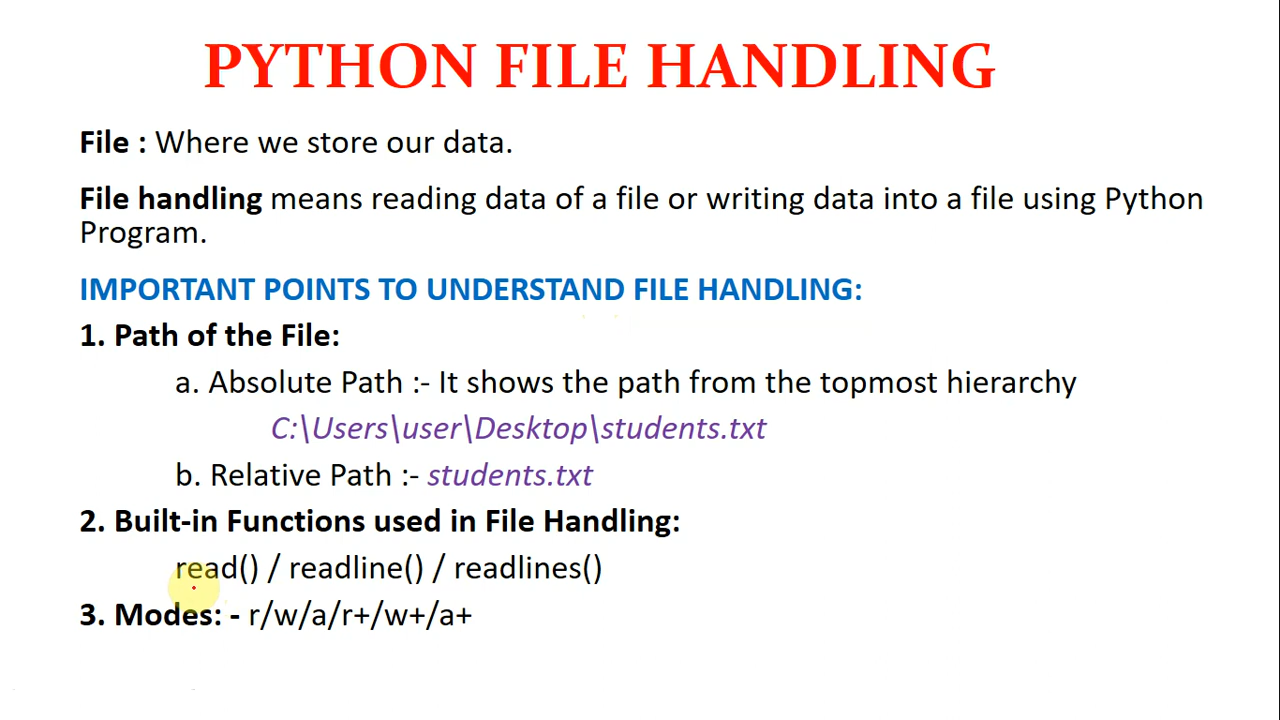 PYTHON FILE HANDLING
File : Where we store our data.
File handling means reading data of a file or writing data into a file using Python
Program.
IMPORTANT POINTS TO UNDERSTAND FILE HANDLING:
1. Path of the File:
a. Absolute Path :- It shows the path from the topmost hierarchy
C:\Users\user\Desktop\students.txt
b. Relative Path :- students.txt
2. Built-in Functions used in File Handling:
read() / readline() / readlines()
3. Modes: - r/w/a/r+/w+/a+